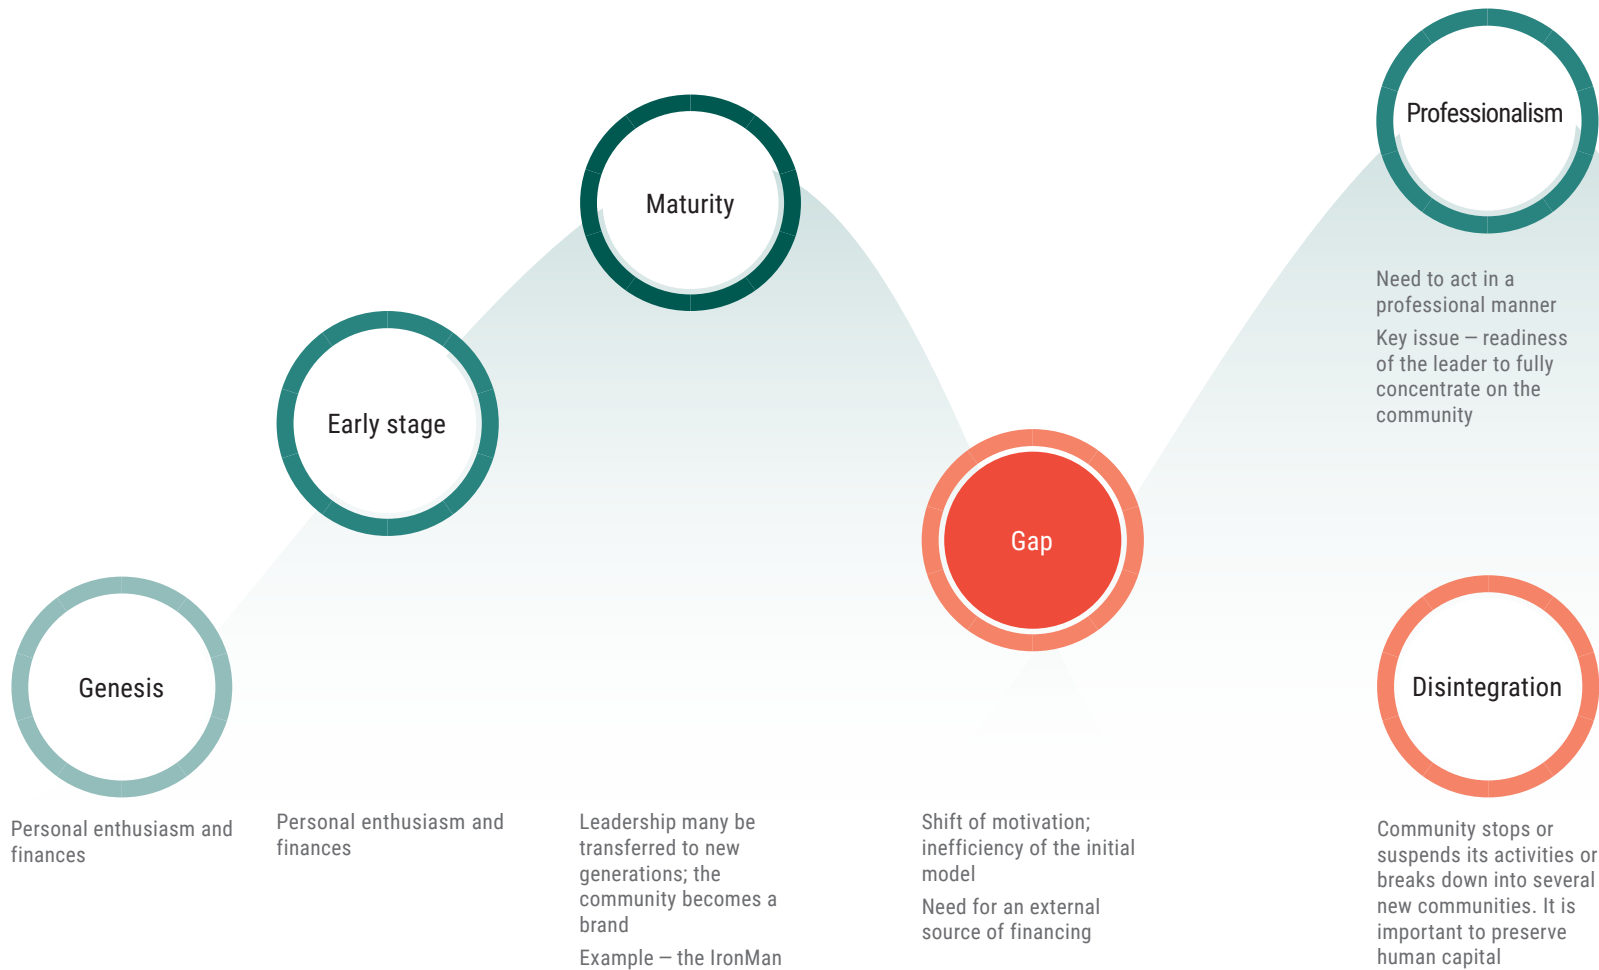 Professionalism
Maturity
Need to act in a
professional manner
Key issue – readiness
of the leader to fully
concentrate on the
community
Early stage
Gap
Genesis
Disintegration
Personal enthusiasm and
finances
Personal enthusiasm and
finances
Leadership many be
transferred to new
generations; the
community becomes a
brand
Example – the IronMan
Shift of motivation;
inefficiency of the initial
model
Need for an external
source of financing
Community stops or
suspends its activities or
breaks down into several
new communities. It is
important to preserve
human capital